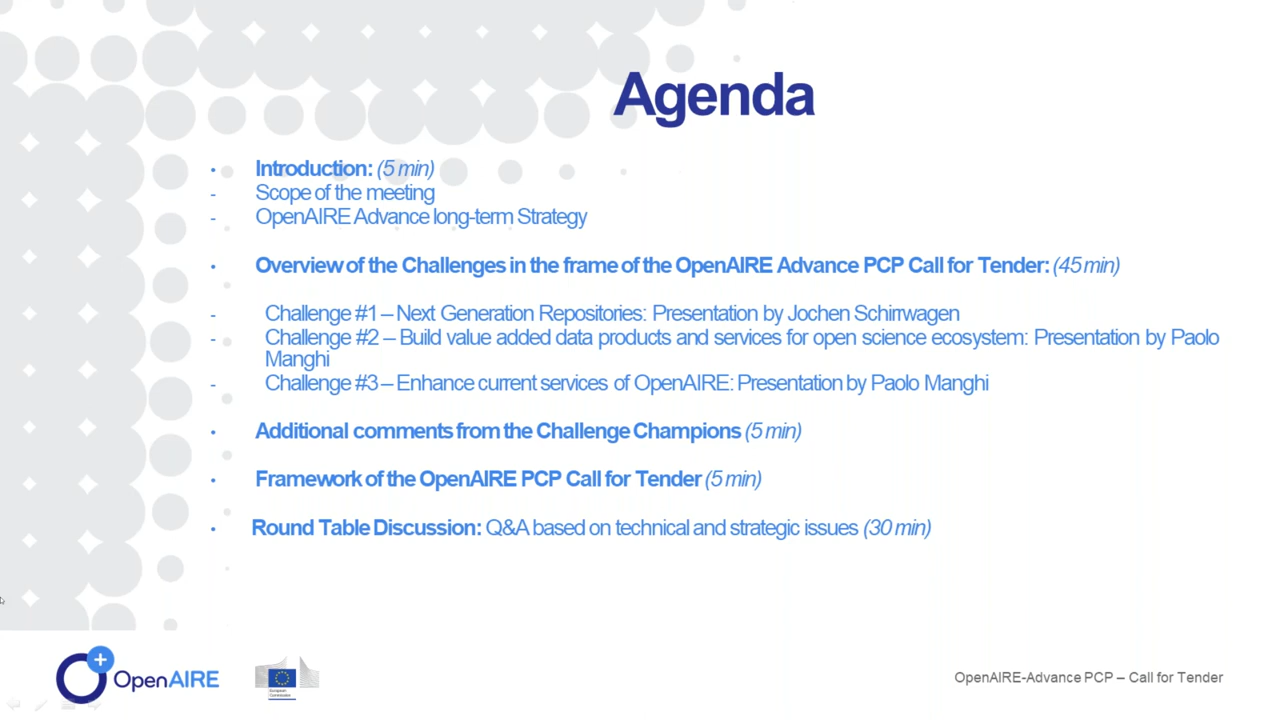 Agenda
• Introduction: (5 min)
- Scope of the meeting
- OpenAIRE Advance long-term Strategy
• Overview of the Challenges in the frame of the OpenAIRE Advance PCP Call for Tender: (45 min)
- Challenge #1 – Next Generation Repositories: Presentation by Jochen Schirrwagen
- Challenge #2 – Build value added data products and services for open science ecosystem: Presentation by Paolo
Manghi
- Challenge #3 – Enhance current services of OpenAIRE: Presentation by Paolo Manghi
• Additional comments from the Challenge Champions (5 min)
• Framework of the OpenAIRE PCP Call for Tender (5 min)
• Round Table Discussion: Q&A based on technical and strategic issues (30 min)
OpenAIRE
European
Commission
OpenAIRE-Advance PCP – Call for Tender